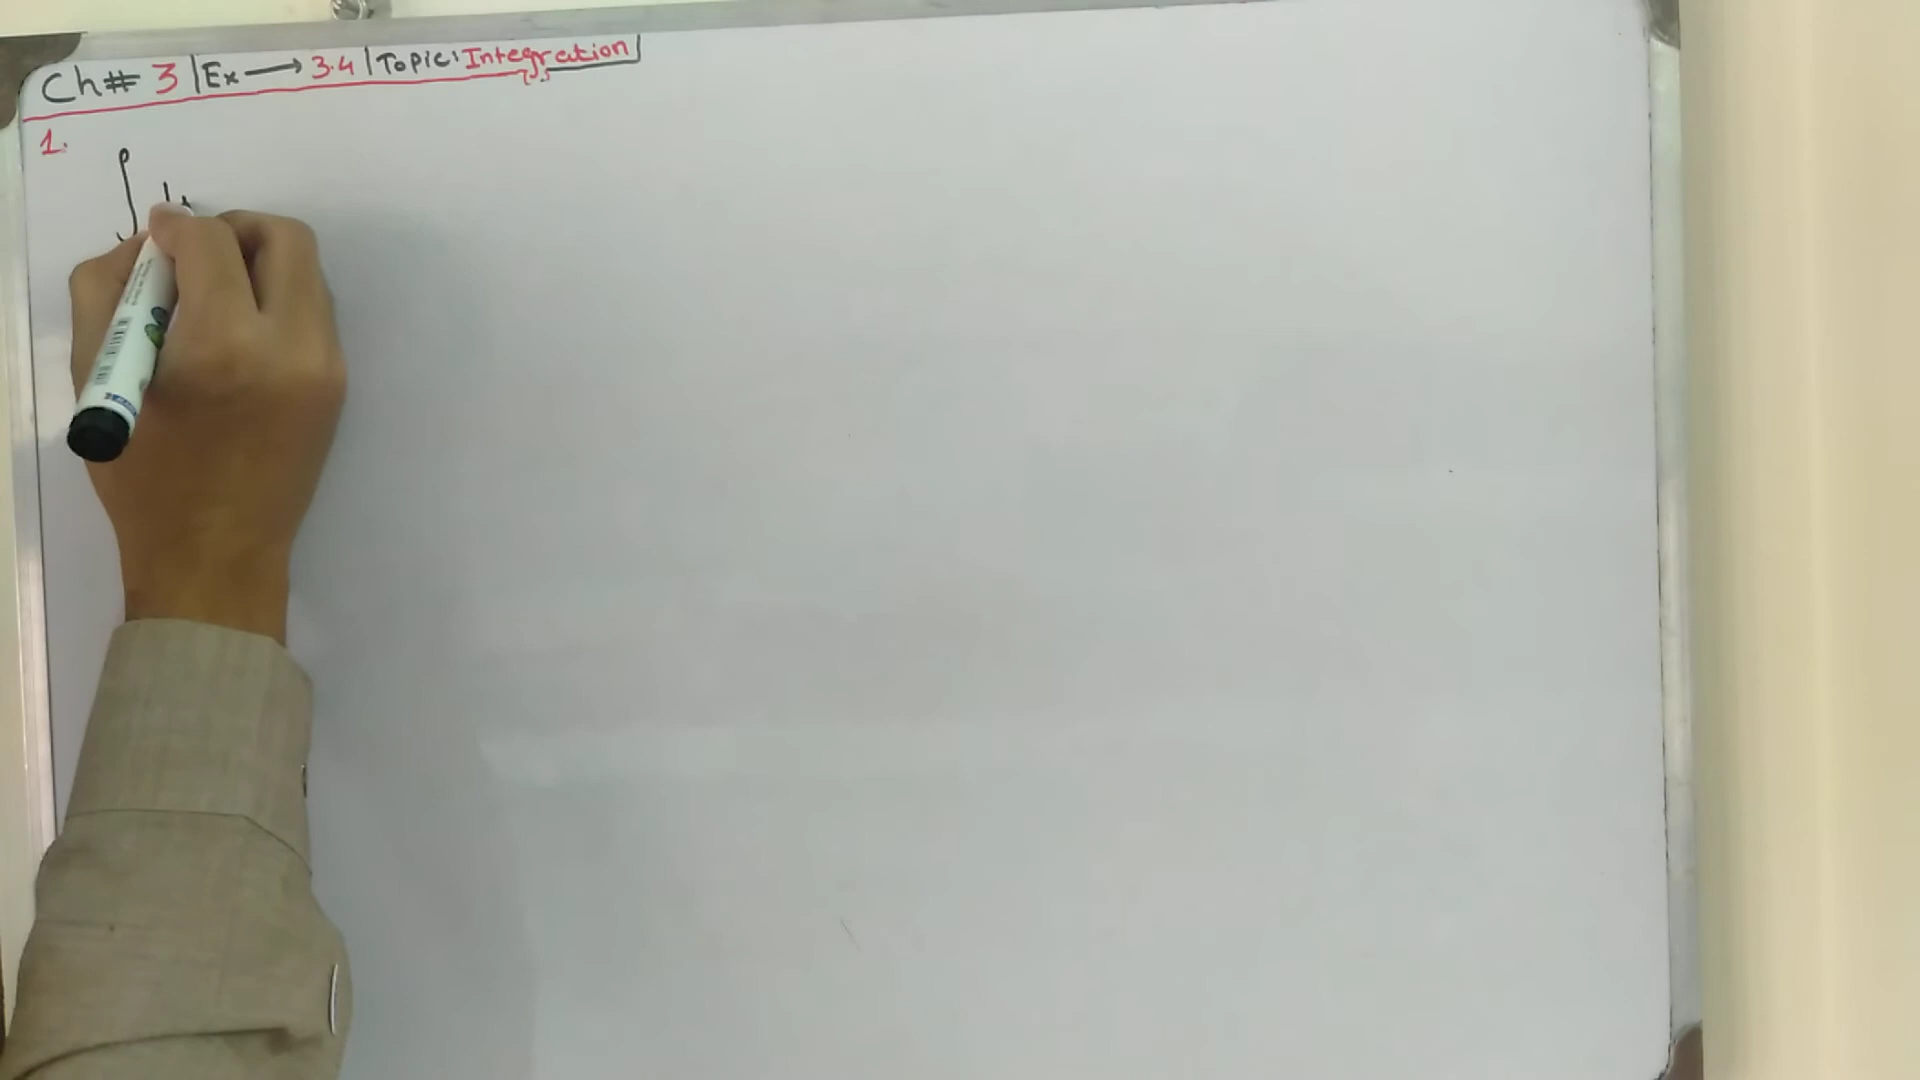 Ch# 3 | Ex → 3.4 | Topic: Integration
1.
∫